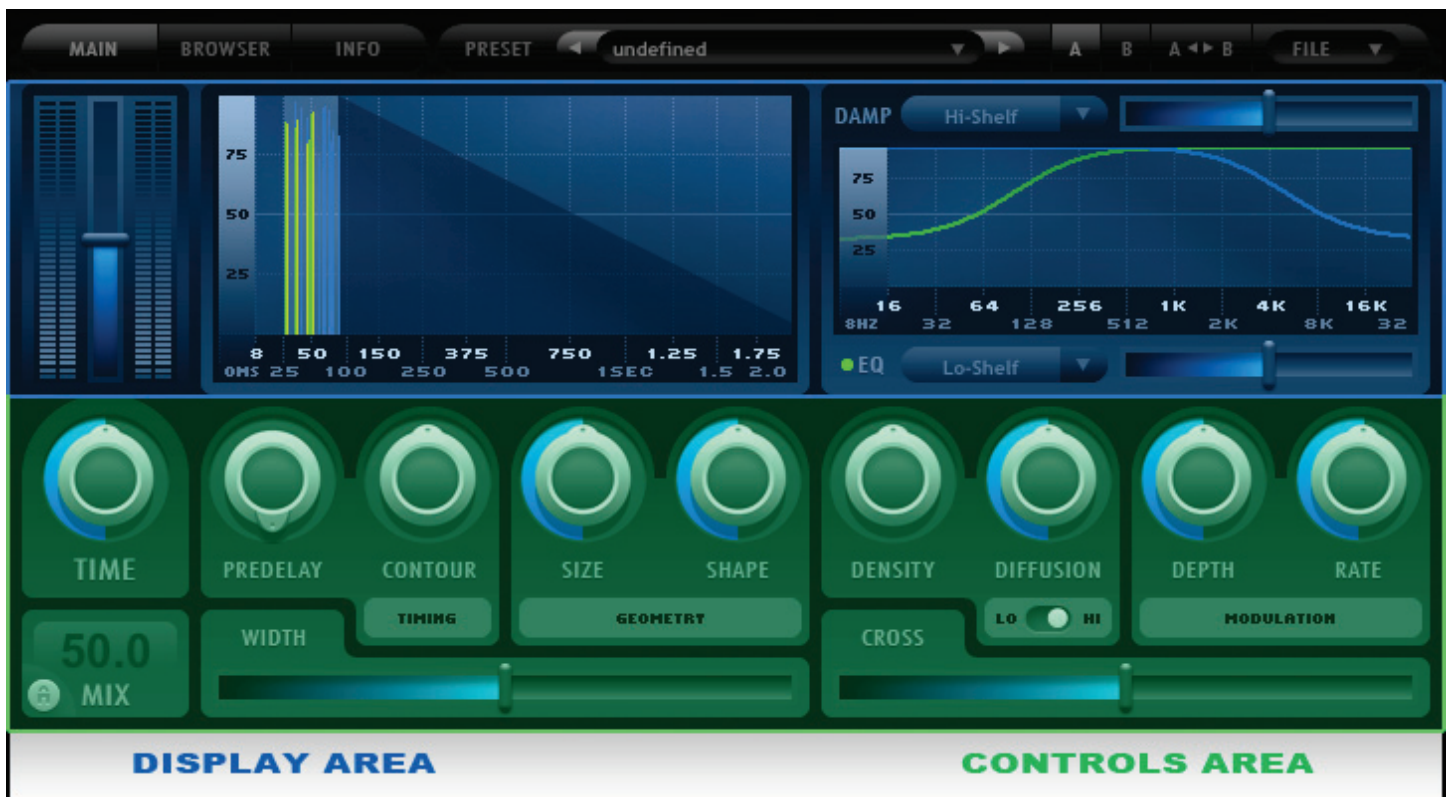 MAIN BROWSER INFO PRESET undefined A B A ◂▸ B FILE
75
50
25
8 50 150 375 750 1.25 1.75
0MS 25 100 250 500 1SEC 1.5 2.0
DAMP Hi-Shelf
75
50
25
16 64 256 1K 4K 16K
8HZ 32 128 512 2K 8K 32
EQ Lo-Shelf
TIME PREDELAY CONTOUR SIZE SHAPE DENSITY DIFFUSION DEPTH RATE
TIMING GEOMETRY LO HI MODULATION
50.0
MIX
WIDTH CROSS
DISPLAY AREA CONTROLS AREA